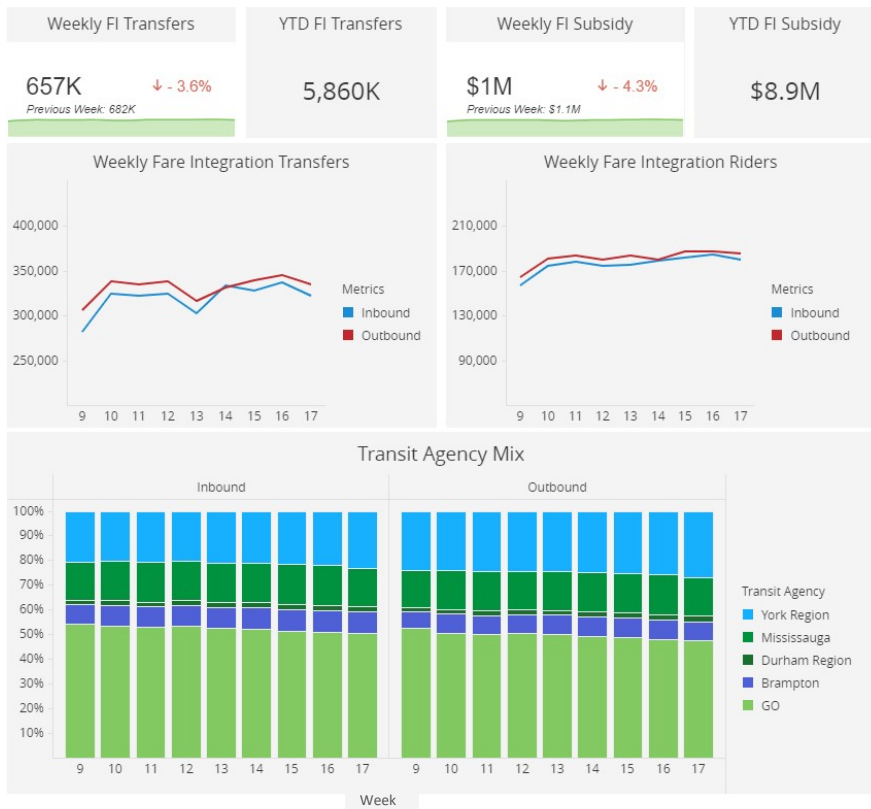 Weekly FI Transfers
657K
↓ - 3.6%
Previous Week: 682K
YTD FI Transfers
5,860K
Weekly FI Subsidy
$1M
↓ - 4.3%
Previous Week: $1.1M
YTD FI Subsidy
$8.9M
Weekly Fare Integration Transfers
400,000
350,000
300,000
250,000
9 10 11 12 13 14 15 16 17
Metrics
Inbound
Outbound
Weekly Fare Integration Riders
210,000
170,000
130,000
90,000
9 10 11 12 13 14 15 16 17
Metrics
Inbound
Outbound
Transit Agency Mix
Inbound
Outbound
100%
90%
80%
70%
60%
50%
40%
30%
20%
10%
9 10 11 12 13 14 15 16 17
9 10 11 12 13 14 15 16 17
Week
Transit Agency
York Region
Mississauga
Durham Region
Brampton
GO